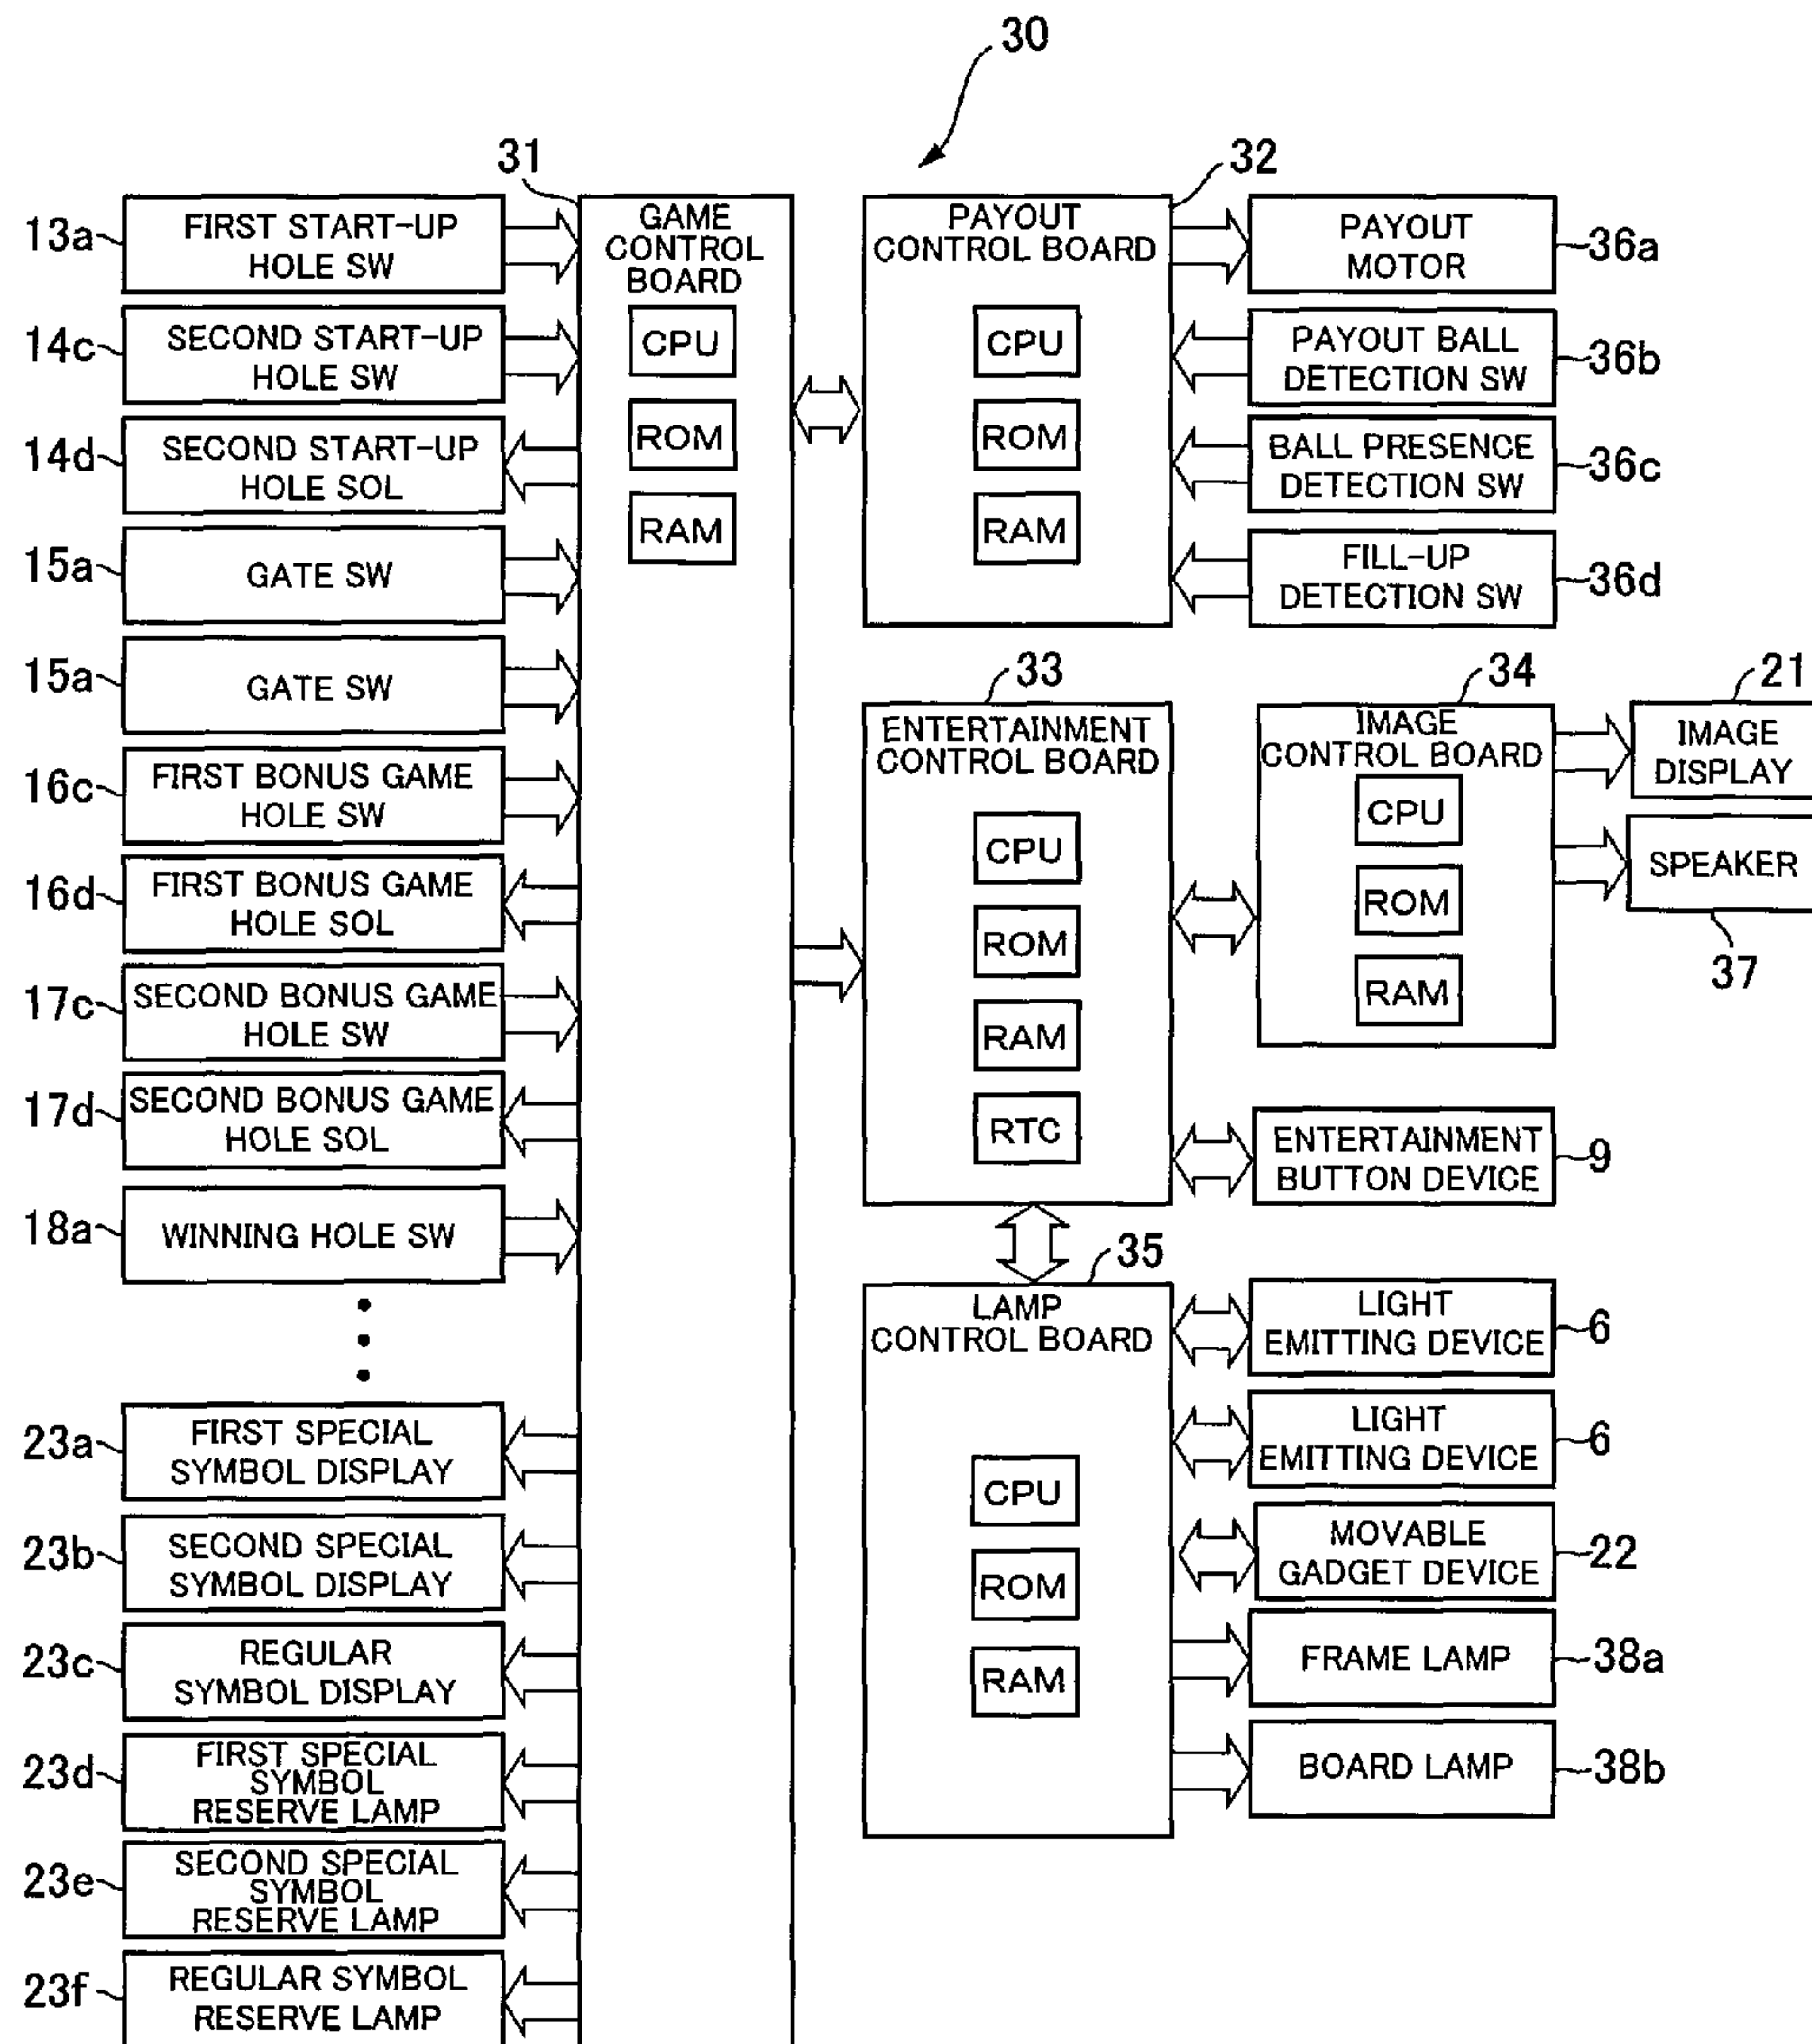 30
31
32
13a
FIRST START-UP
HOLE SW
14c
SECOND START-UP
HOLE SW
14d
SECOND START-UP
HOLE SOL
15a
GATE SW
15a
GATE SW
16c
FIRST BONUS GAME
HOLE SW
16d
FIRST BONUS GAME
HOLE SOL
17c
SECOND BONUS GAME
HOLE SW
17d
SECOND BONUS GAME
HOLE SOL
18a
WINNING HOLE SW
23a
FIRST SPECIAL
SYMBOL DISPLAY
23b
SECOND SPECIAL
SYMBOL DISPLAY
23c
REGULAR
SYMBOL DISPLAY
23d
FIRST SPECIAL
SYMBOL
RESERVE LAMP
23e
SECOND SPECIAL
SYMBOL
RESERVE LAMP
23f
REGULAR SYMBOL
RESERVE LAMP
GAME
CONTROL
BOARD
CPU
ROM
RAM
PAYOUT
CONTROL BOARD
CPU
ROM
RAM
PAYOUT
MOTOR
36a
PAYOUT BALL
DETECTION SW
36b
BALL PRESENCE
DETECTION SW
36c
FILL-UP
DETECTION SW
36d
33
ENTERTAINMENT
CONTROL BOARD
CPU
ROM
RAM
RTC
34
IMAGE
CONTROL BOARD
CPU
ROM
RAM
21
IMAGE
DISPLAY
SPEAKER
37
ENTERTAINMENT
BUTTON DEVICE
9
35
LAMP
CONTROL BOARD
CPU
ROM
RAM
LIGHT
EMITTING DEVICE
6
LIGHT
EMITTING DEVICE
6
MOVABLE
GADGET DEVICE
22
FRAME LAMP
38a
BOARD LAMP
38b